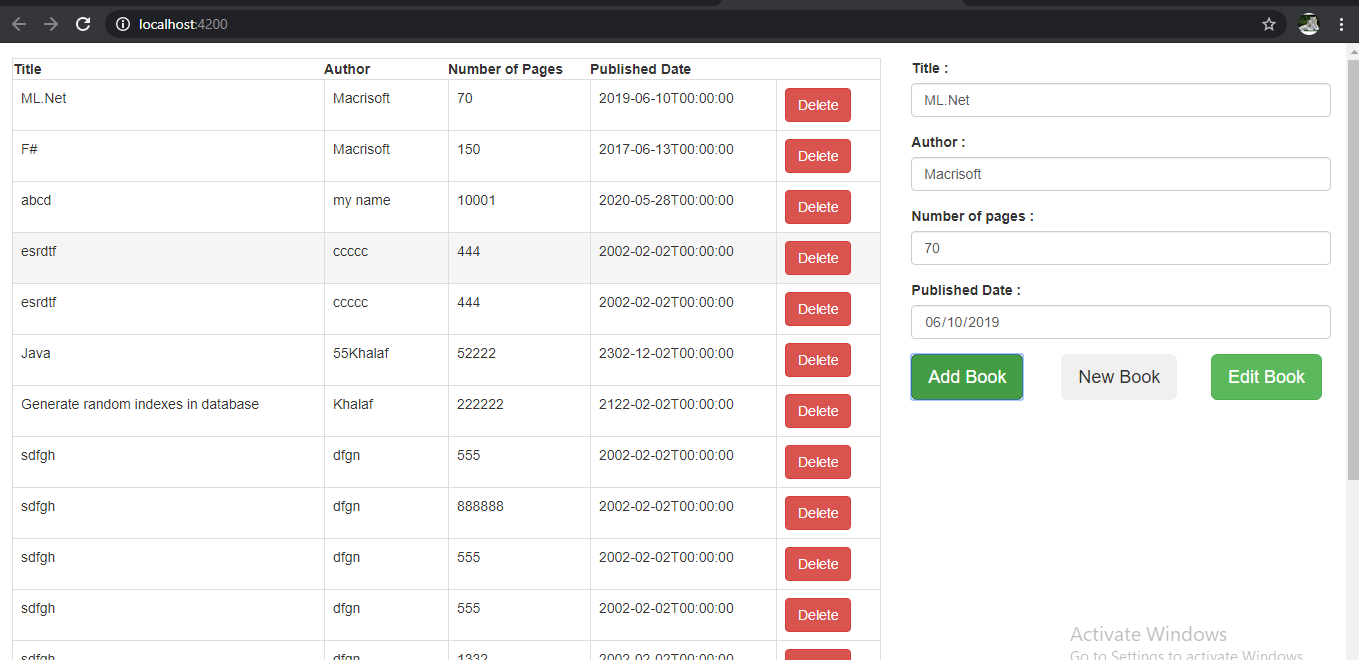 localhost:4200
Title Author Number of Pages Published Date
ML.Net Macrisoft 70 2019-06-10T00:00:00 Delete
F# Macrisoft 150 2017-06-13T00:00:00 Delete
abcd my name 10001 2020-05-28T00:00:00 Delete
esrdtf ccccc 444 2002-02-02T00:00:00 Delete
esrdtf ccccc 444 2002-02-02T00:00:00 Delete
Java 55Khalaf 52222 2302-12-02T00:00:00 Delete
Generate random indexes in database Khalaf 222222 2122-02-02T00:00:00 Delete
sdfgh dfgn 555 2002-02-02T00:00:00 Delete
sdfgh dfgn 888888 2002-02-02T00:00:00 Delete
sdfgh dfgn 555 2002-02-02T00:00:00 Delete
sdfgh dfgn 555 2002-02-02T00:00:00 Delete
sdfgh dfgn 1332 2002-02-02T00:00:00
Title :
ML.Net
Author :
Macrisoft
Number of pages :
70
Published Date :
06/10/2019
Add Book New Book Edit Book
Activate Windows
Go to Settings to activate Windows.